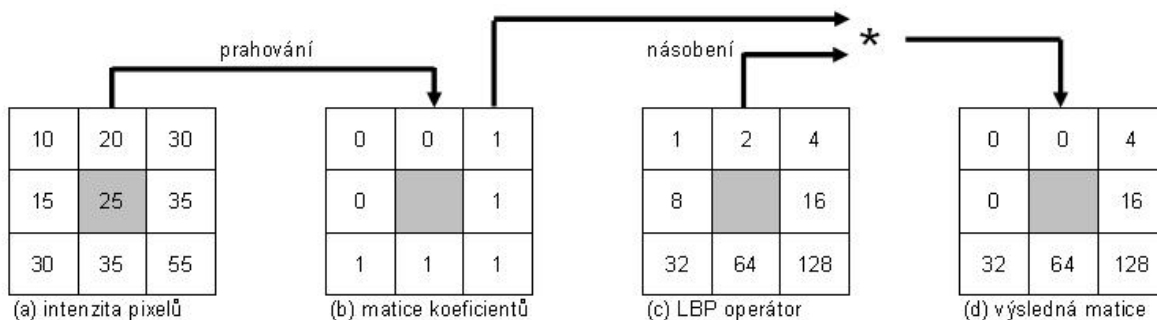 prahování
násobení
*
10 20 30
15 25 35
30 35 55
(a) intenzita pixelů
0 0 1
0 1
1 1 1
(b) matice koeficientů
1 2 4
8 16
32 64 128
(c) LBP operátor
0 0 4
0 16
32 64 128
(d) výsledná matice